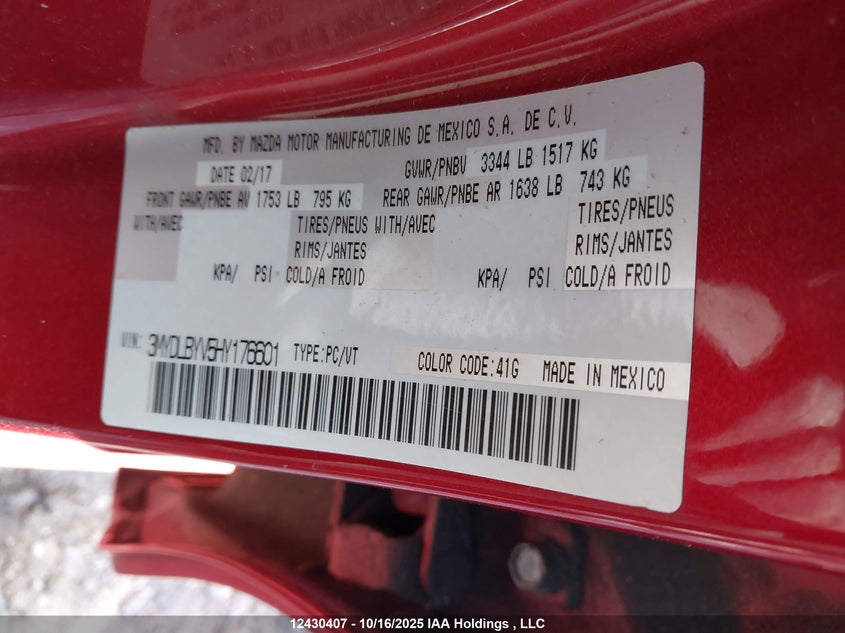 MFD. BY MAZDA MOTOR MANUFACTURING DE MEXICO S.A. DE C.V.
DATE 02/17 GVWR/PNBV 3344 LB 1517 KG
FRONT GAWR/PNBE AV 1753 LB 795 KG REAR GAWR/PNBE AR 1638 LB 743 KG
WITH/AVEC TIRES/PNEUS WITH/AVEC TIRES/PNEUS
RIMS/JANTES RIMS/JANTES
KPA/ PSI COLD/A FROID KPA/ PSI COLD/A FROID
VIN: 3MYDLBYV5HY176601 TYPE:PC/VT COLOR CODE:41G MADE IN MEXICO
12430407 - 10/16/2025 IAA Holdings , LLC